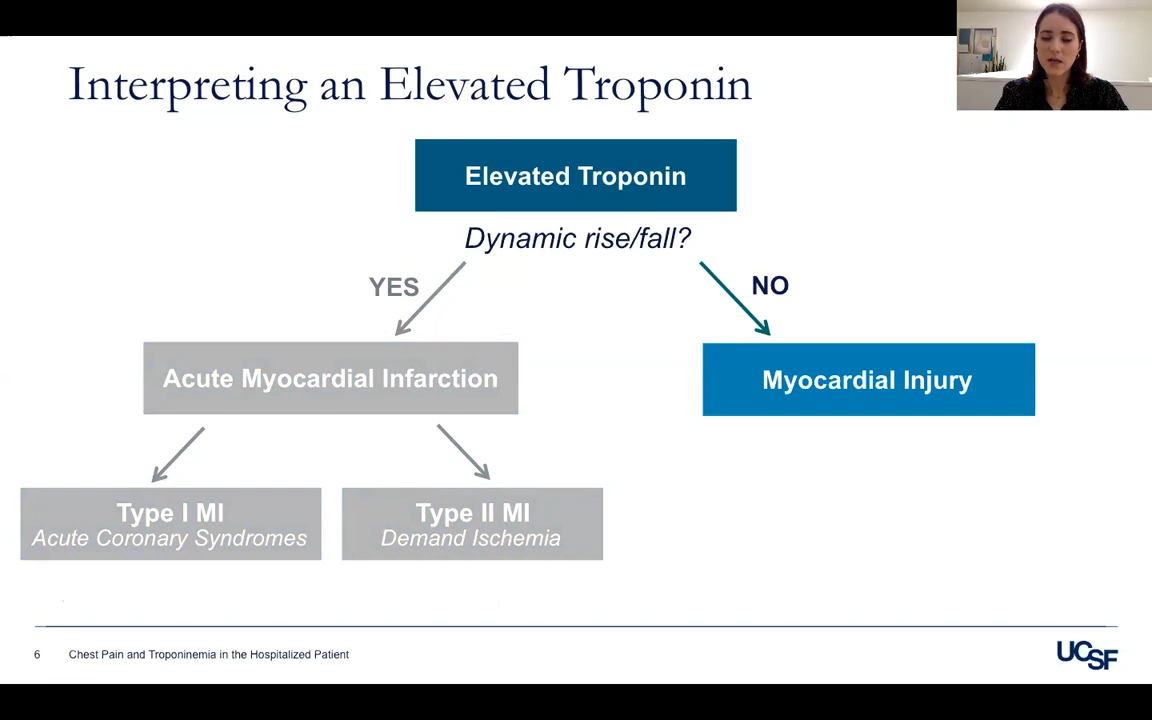 Interpreting an Elevated Troponin
Elevated Troponin
Dynamic rise/fall?
YES
NO
Acute Myocardial Infarction
Myocardial Injury
Type I MI
Acute Coronary Syndromes
Type II MI
Demand Ischemia
6
Chest Pain and Troponinemia in the Hospitalized Patient
UCSF